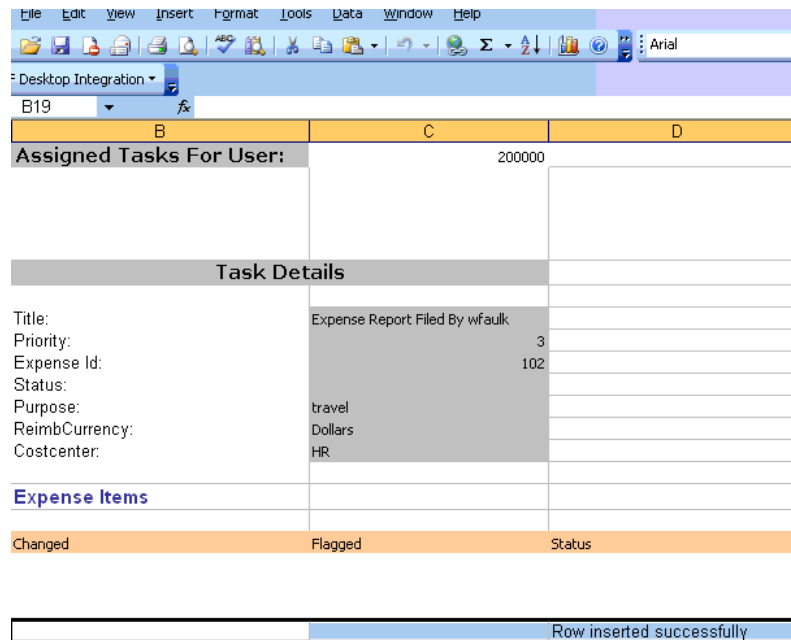 File Edit View Insert Format Tools Data Window Help
ABC Σ A Z Arial
Desktop Integration
B19 fx
B C D
Assigned Tasks For User: 200000
Task Details
Title: Expense Report Filed By wfaulk
Priority: 3
Expense Id: 102
Status:
Purpose: travel
ReimbCurrency: Dollars
Costcenter: HR
Expense Items
Changed Flagged Status
Row inserted successfully